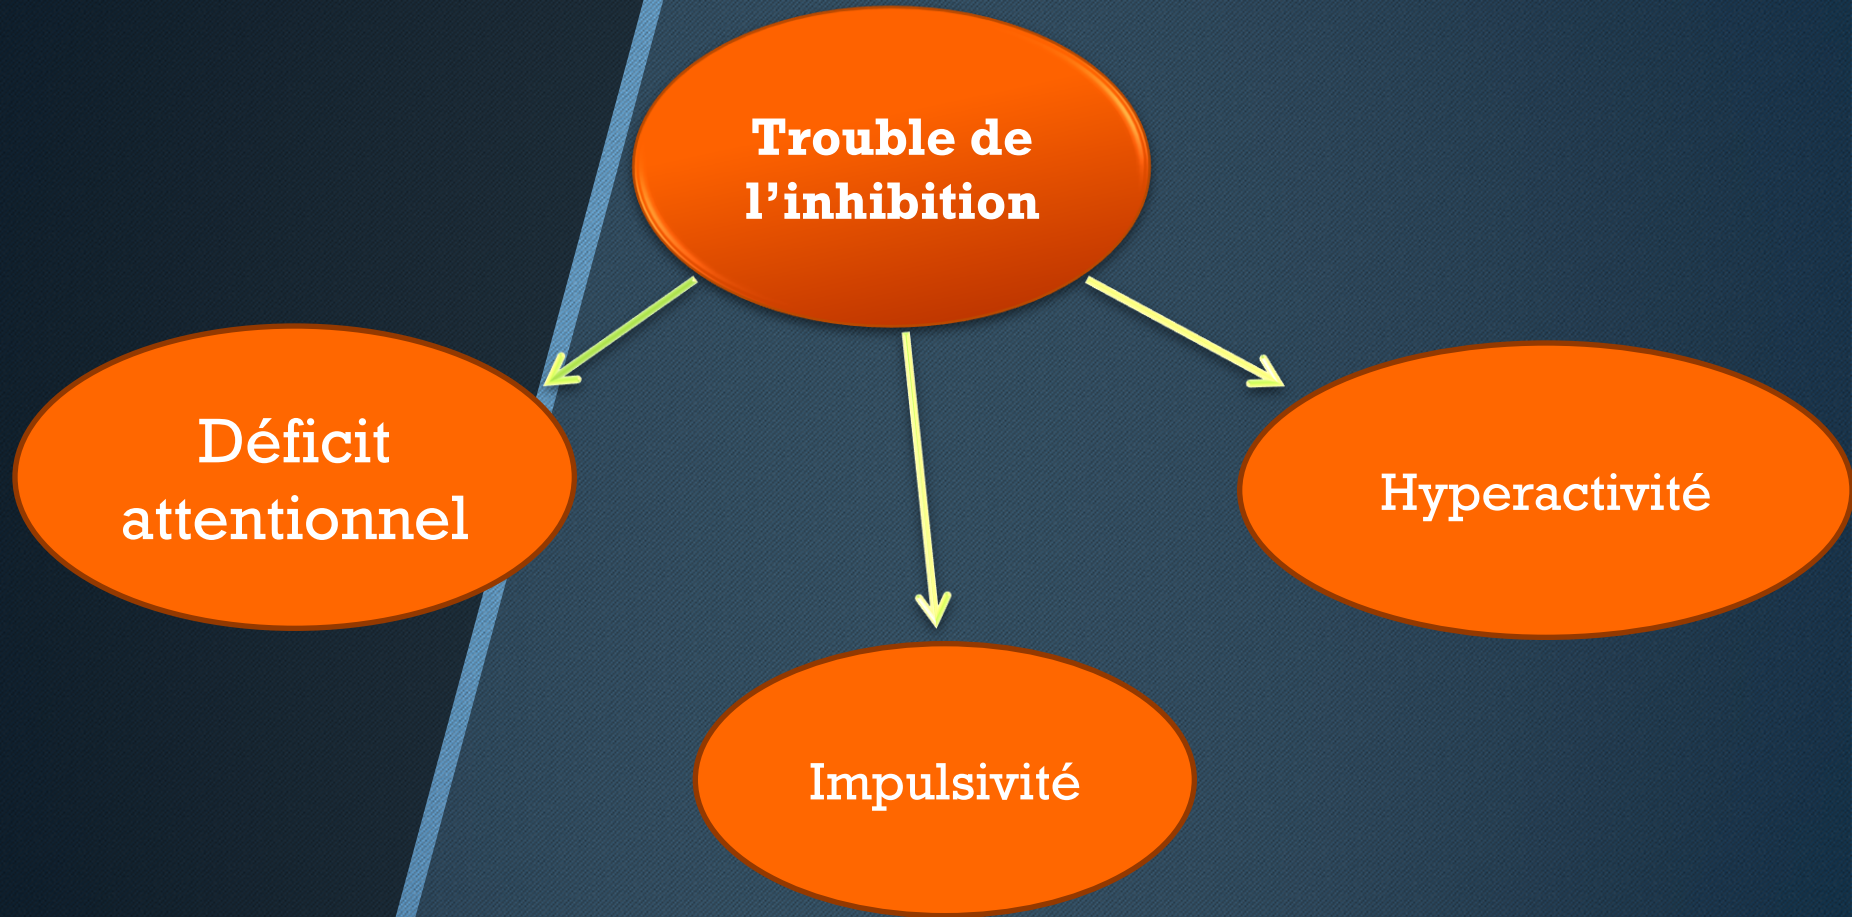 Trouble de
l’inhibition
Déficit
attentionnel
Hyperactivité
Impulsivité